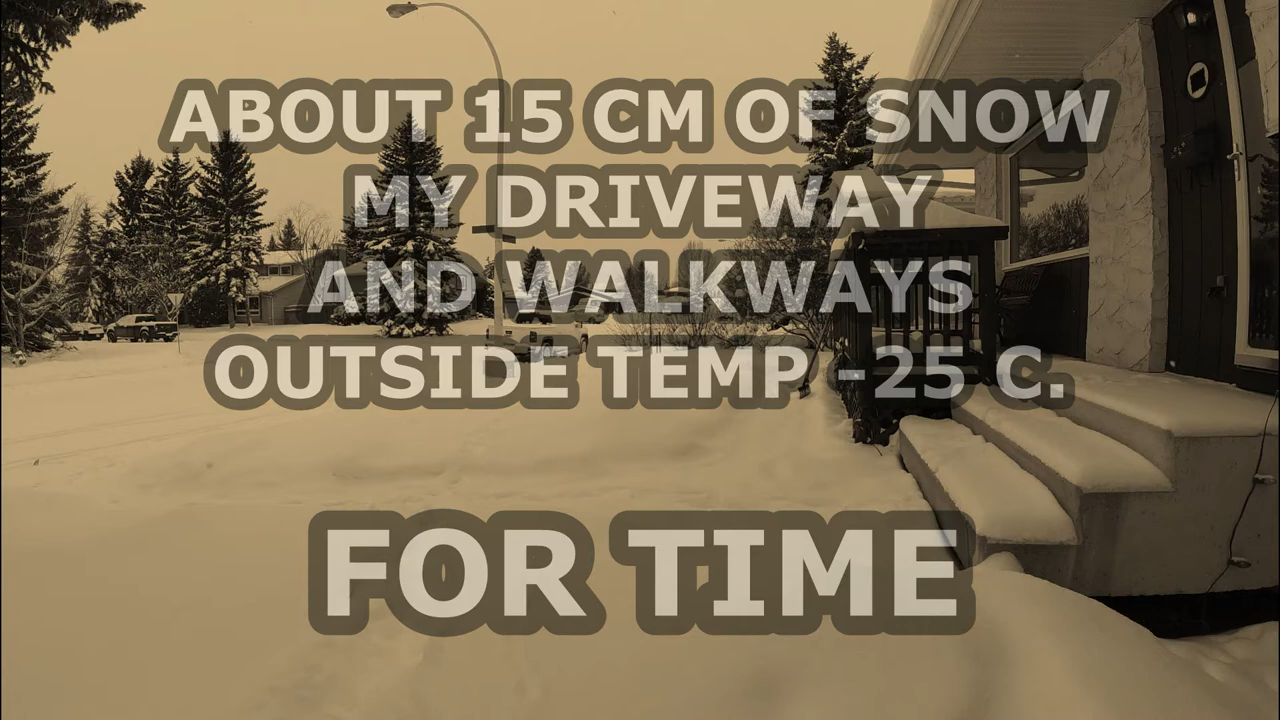 ABOUT 15 CM OF SNOW
MY DRIVEWAY
AND WALKWAYS
OUTSIDE TEMP -25 C.
FOR TIME